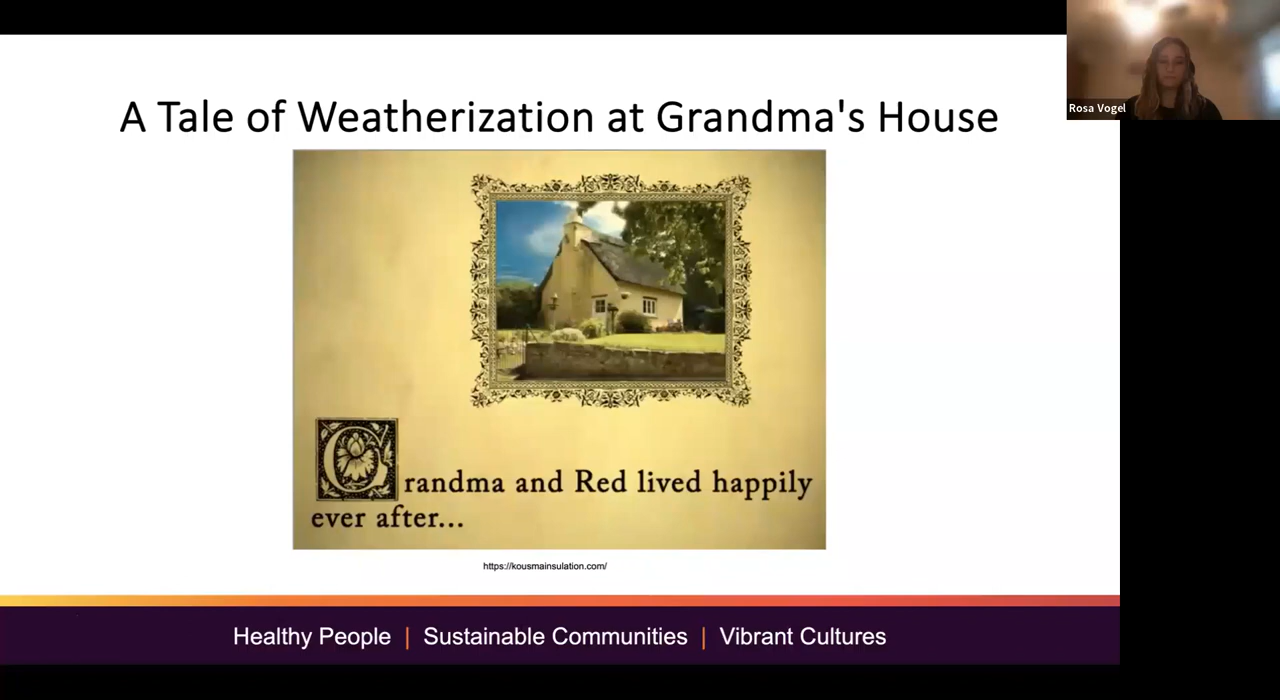 Rosa Vogel
A Tale of Weatherization at Grandma's House
Grandma and Red lived happily
ever after...
https://kousmainsulation.com/
Healthy People | Sustainable Communities | Vibrant Cultures